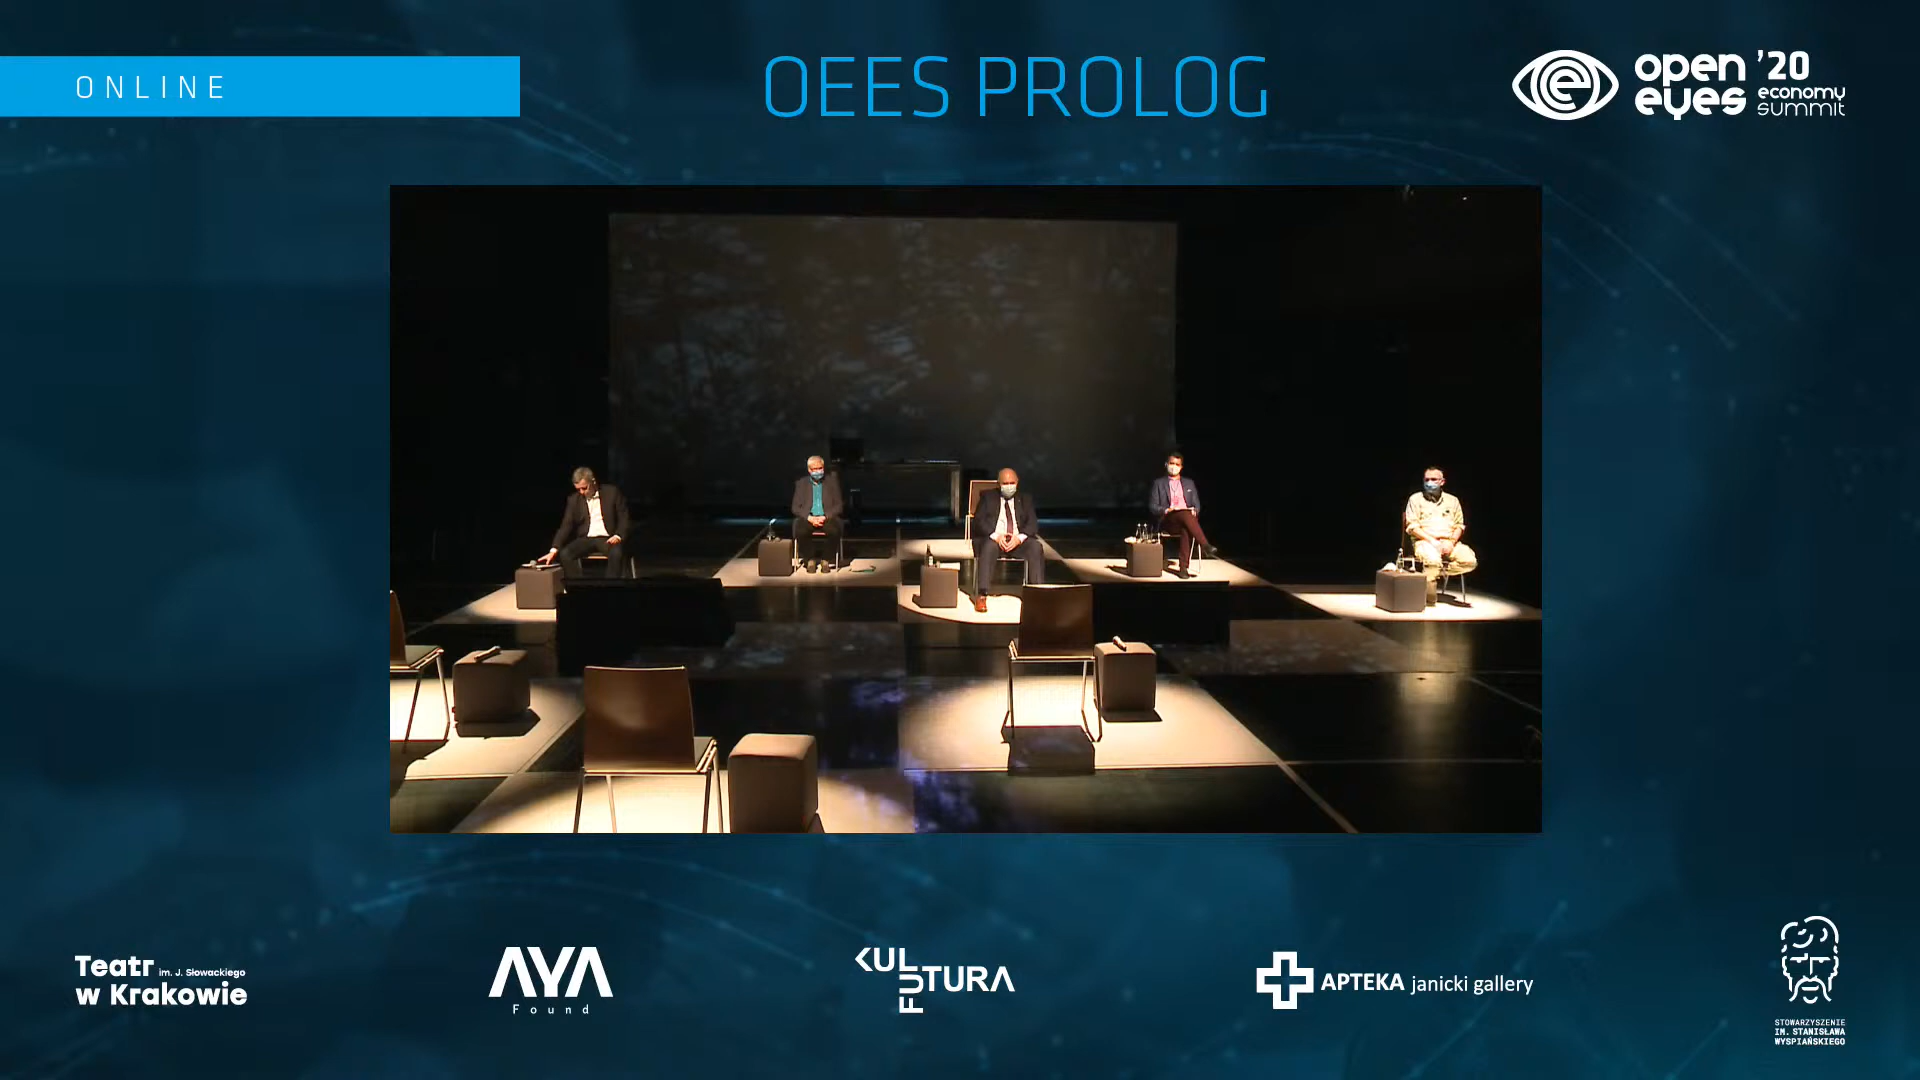 ONLINE
OEES PROLOG
open eyes '20
economy
summit
Teatr im. J. Słowackiego
w Krakowie
AYA
Found
KULTURA
FUTURA
APTEKA janicki gallery
STOWARZYSZENIE
IM. STANISŁAWA
WYSPIAŃSKIEGO